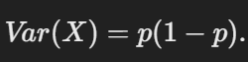 Var(X) = p(1 − p).